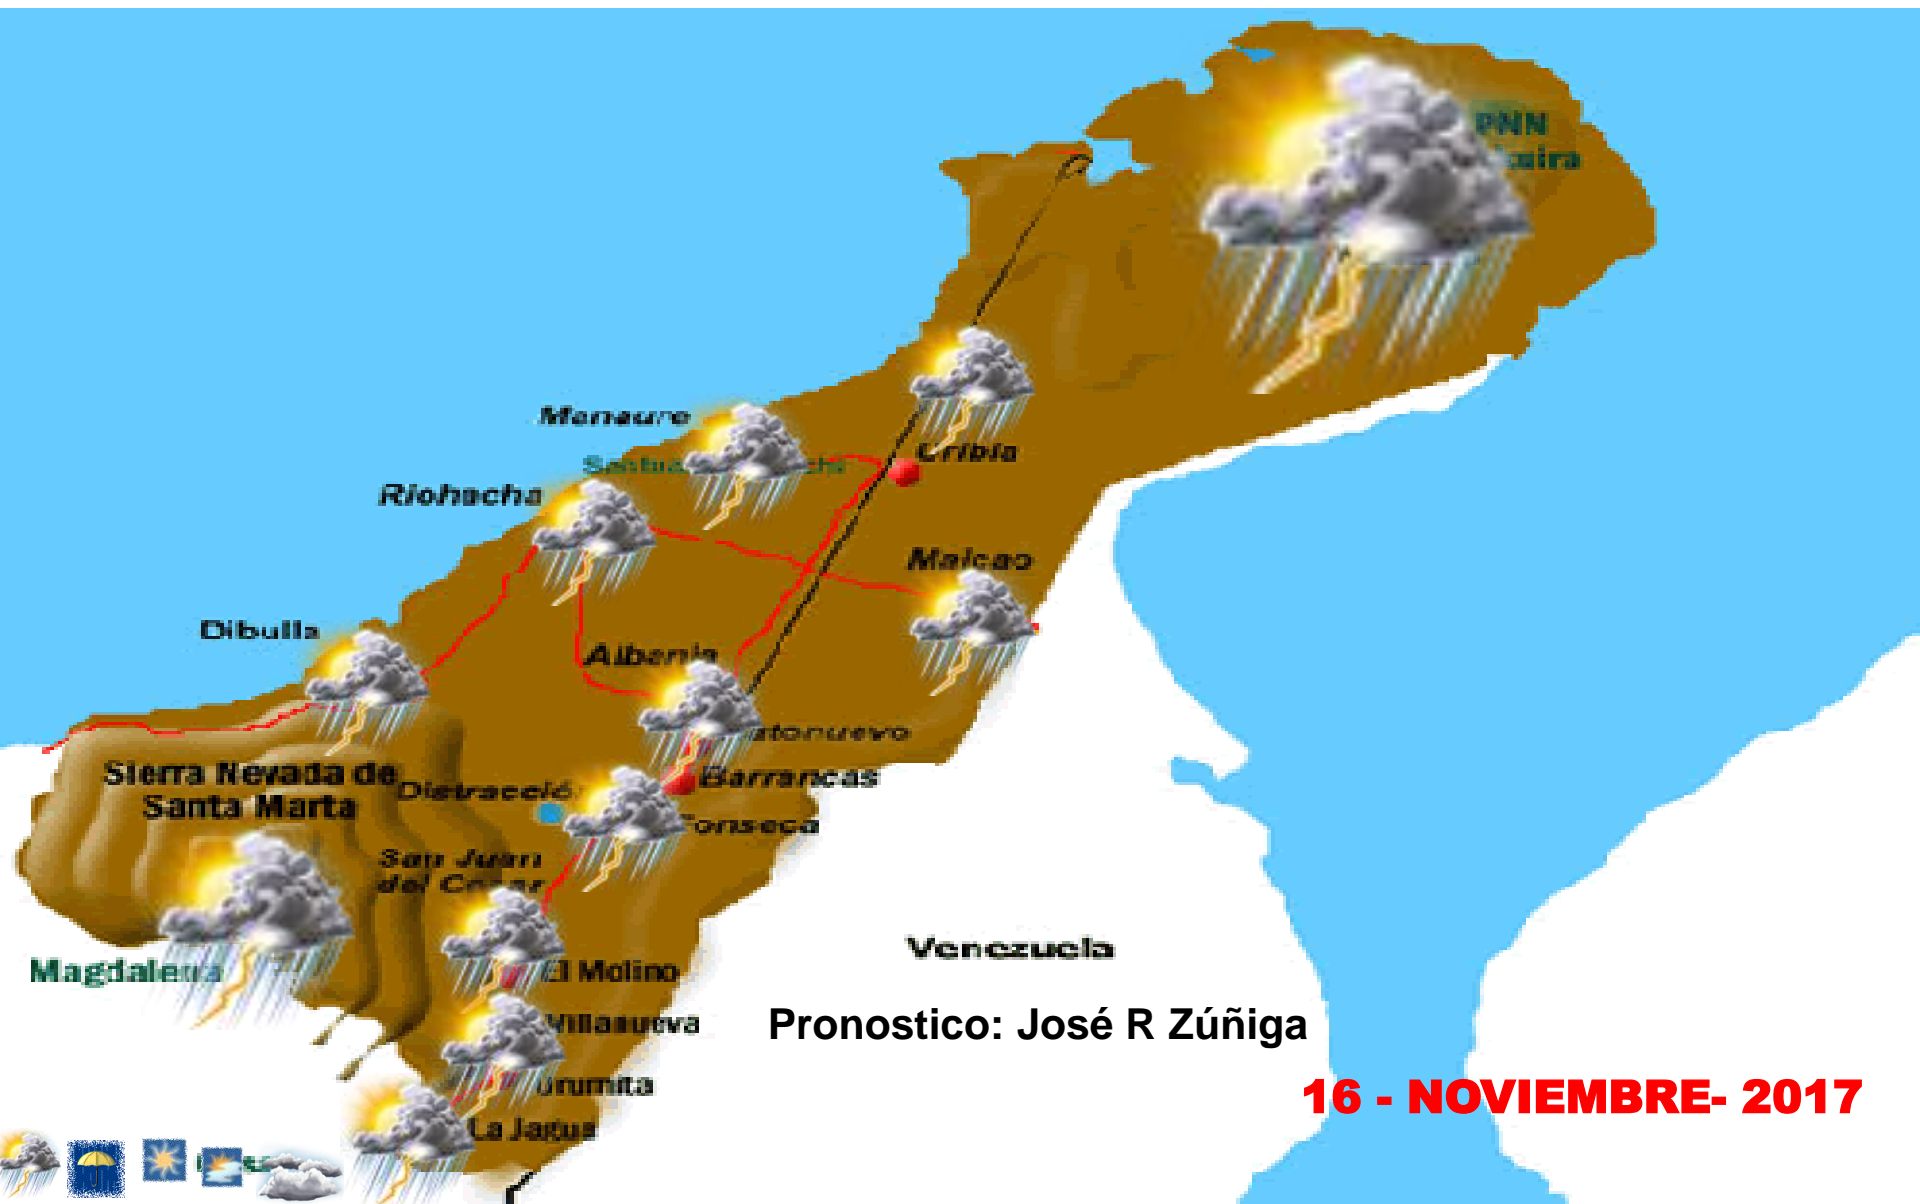 PNN
Manaure
Uribia
Riohacha
Maicao
Dibulla
Albania
Barrancas
Sierra Nevada de
Santa Marta
Fonseca
San Juan
del
Magdalena
El Molino
Venezuela
Villanueva
Pronostico: José R Zúñiga
Urumita
16 - NOVIEMBRE- 2017
La Jagua